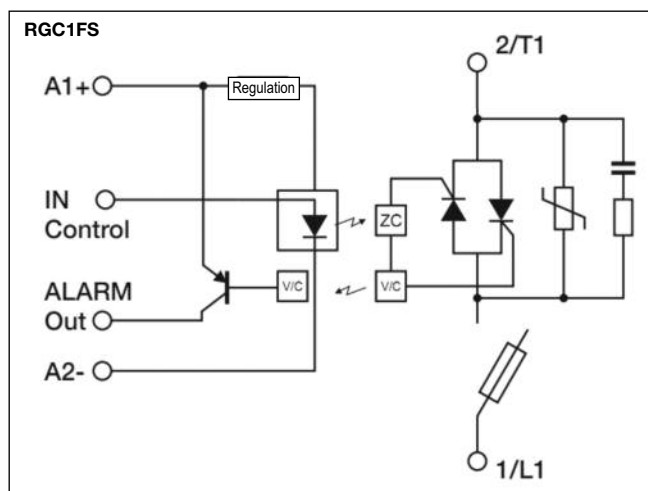 RGC1FS
2/T1
A1+
Regulation
IN
Control
ZC
ALARM
Out
V/C
V/C
A2-
1/L1